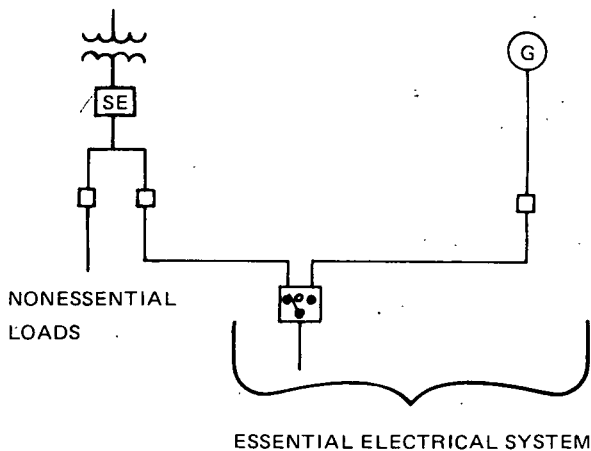 SE
G
NONESSENTIAL
LOADS
ESSENTIAL ELECTRICAL SYSTEM